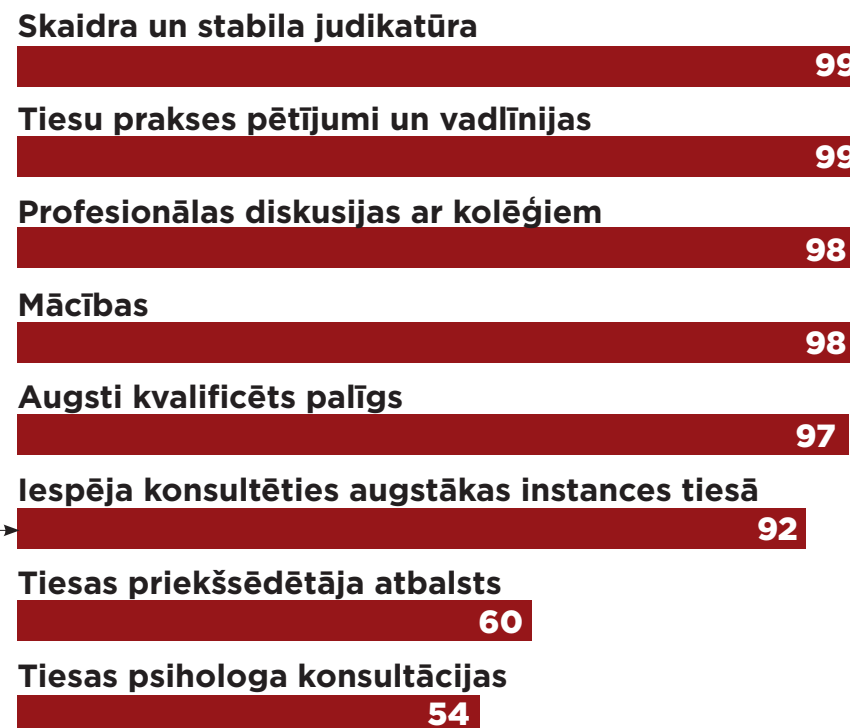 Skaidra un stabila judikatūra
99
Tiesu prakses pētījumi un vadlīnijas
99
Profesionālas diskusijas ar kolēģiem
98
Mācības
98
Augsti kvalificēts palīgs
97
Iespēja konsultēties augstākas instances tiesā
92
Tiesas priekšsēdētāja atbalsts
60
Tiesas psihologa konsultācijas
54